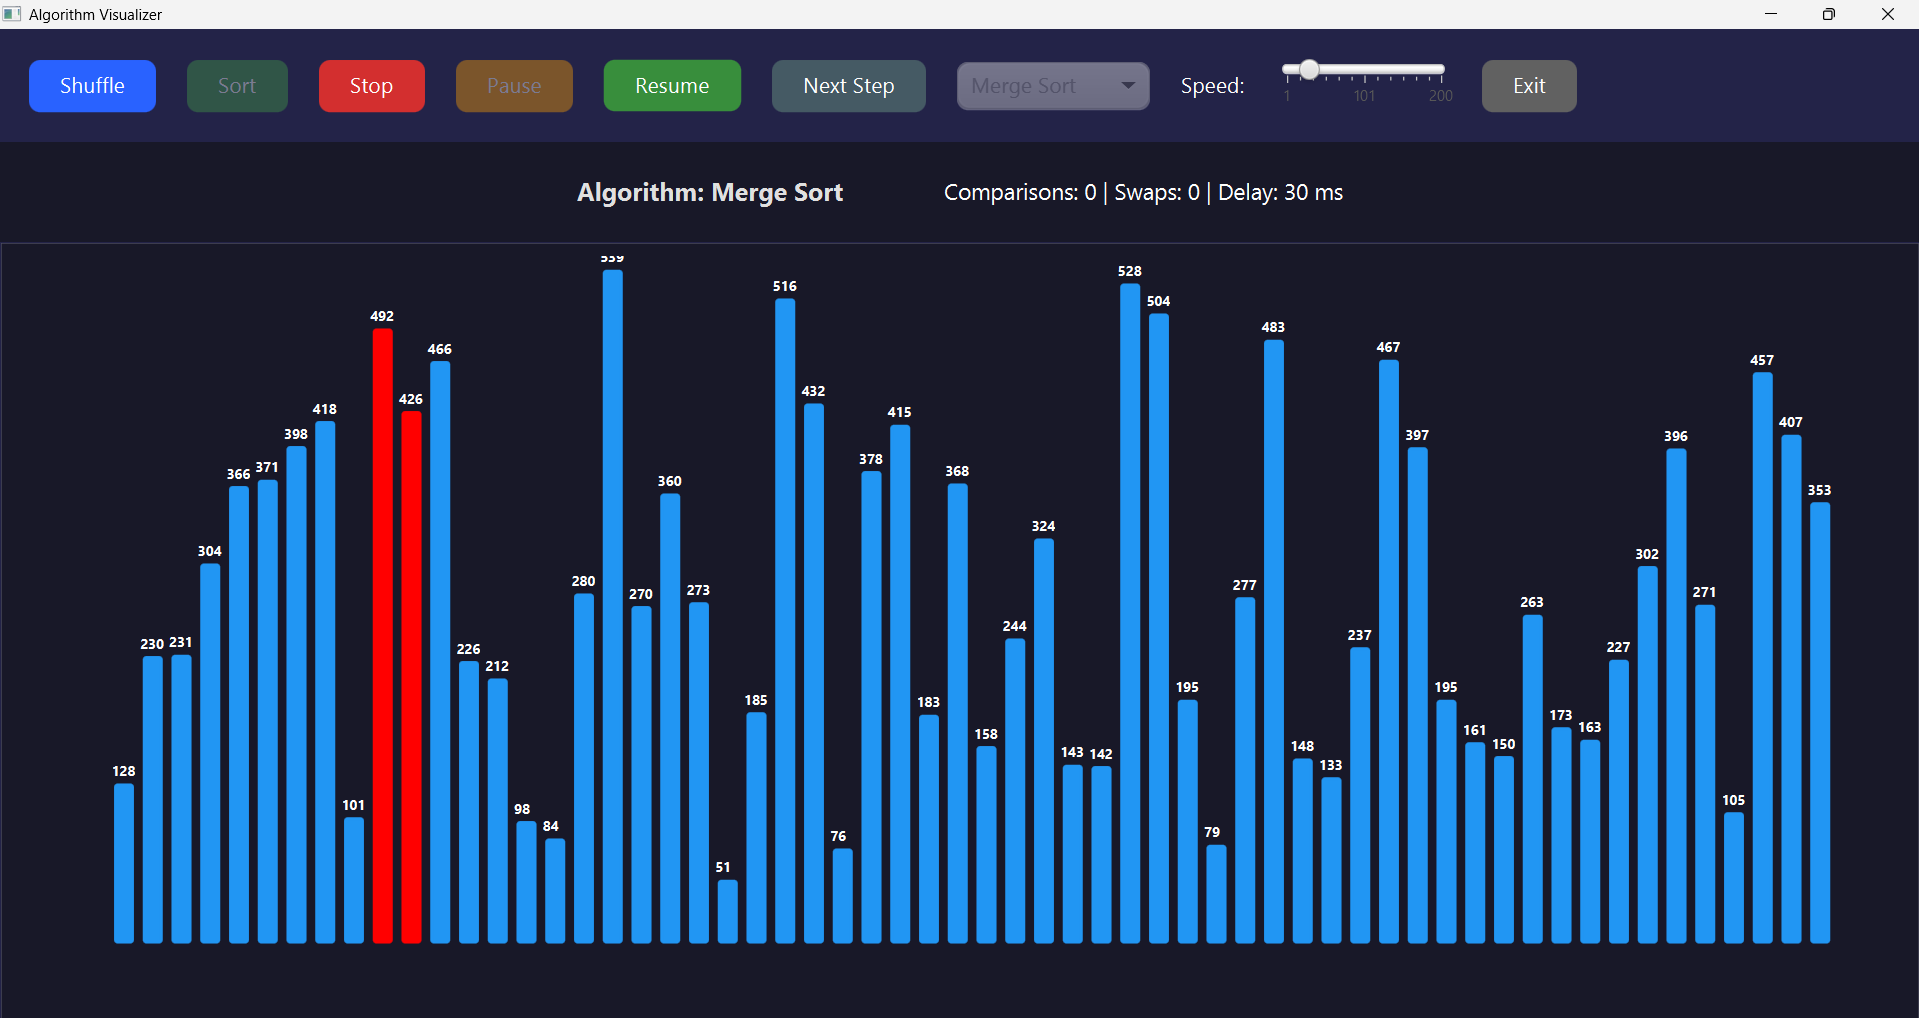 Algorithm Visualizer
Shuffle Sort Stop Pause Resume Next Step Merge Sort Speed: 1 101 200 Exit
Algorithm: Merge Sort Comparisons: 0 | Swaps: 0 | Delay: 30 ms
128 230 231 304 366 371 398 418 101 492 426 466 226 212 98 84 280 539 270 360 273 51 185 516 432 76 378 415 183 368 158 244 324 143 142 528 504 195 79 277 483 148 133 237 467 397 195 161 150 263 173 163 227 302 396 271 105 457 407 353